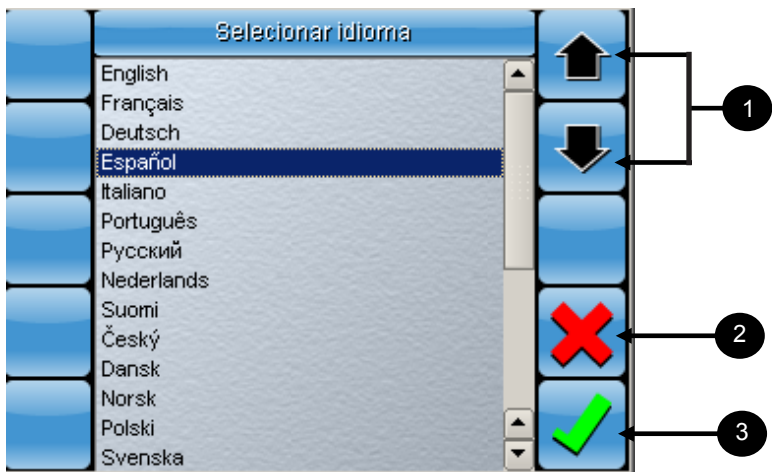 Selecionar idioma
English
Français
Deutsch
Español
Italiano
Português
Русский
Nederlands
Suomi
Český
Dansk
Norsk
Polski
Svenska
1
2
3